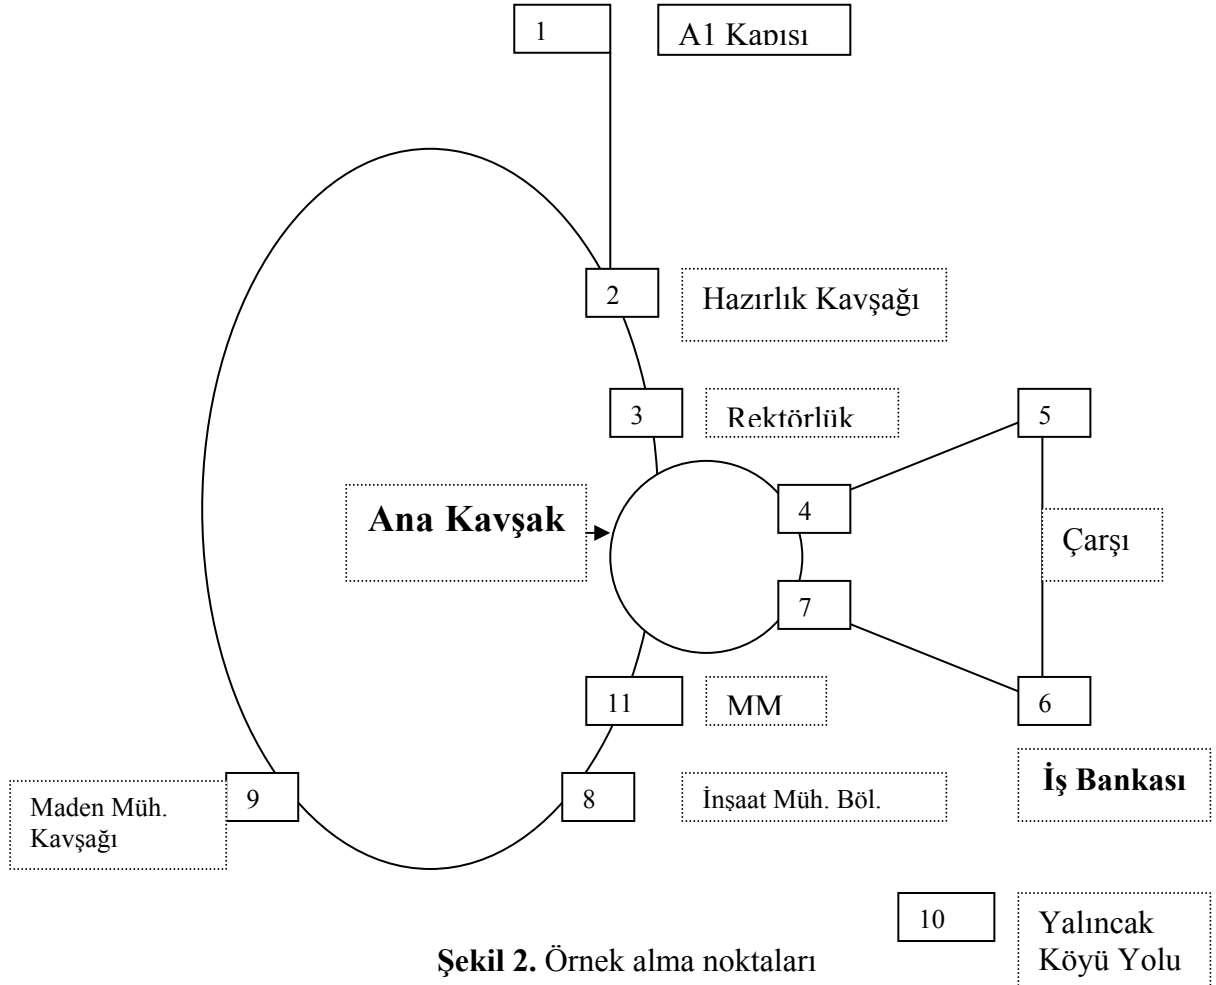 1
A1 Kapısı
2
Hazırlık Kavşağı
3
Rektörlük
5
Ana Kavşak
4
Çarşı
7
11
MM
6
9
8
İnşaat Müh. Böl.
İş Bankası
Maden Müh.
Kavşağı
10
Yalıncak
Köyü Yolu
Şekil 2. Örnek alma noktaları